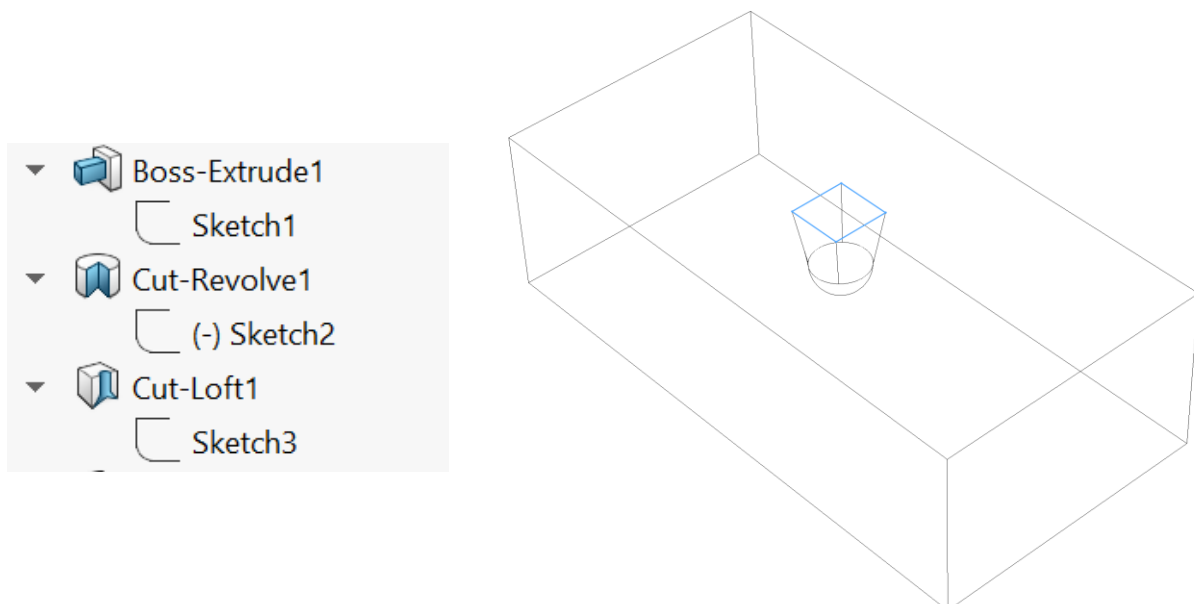 Boss-Extrude1
Sketch1
Cut-Revolve1
(-) Sketch2
Cut-Loft1
Sketch3